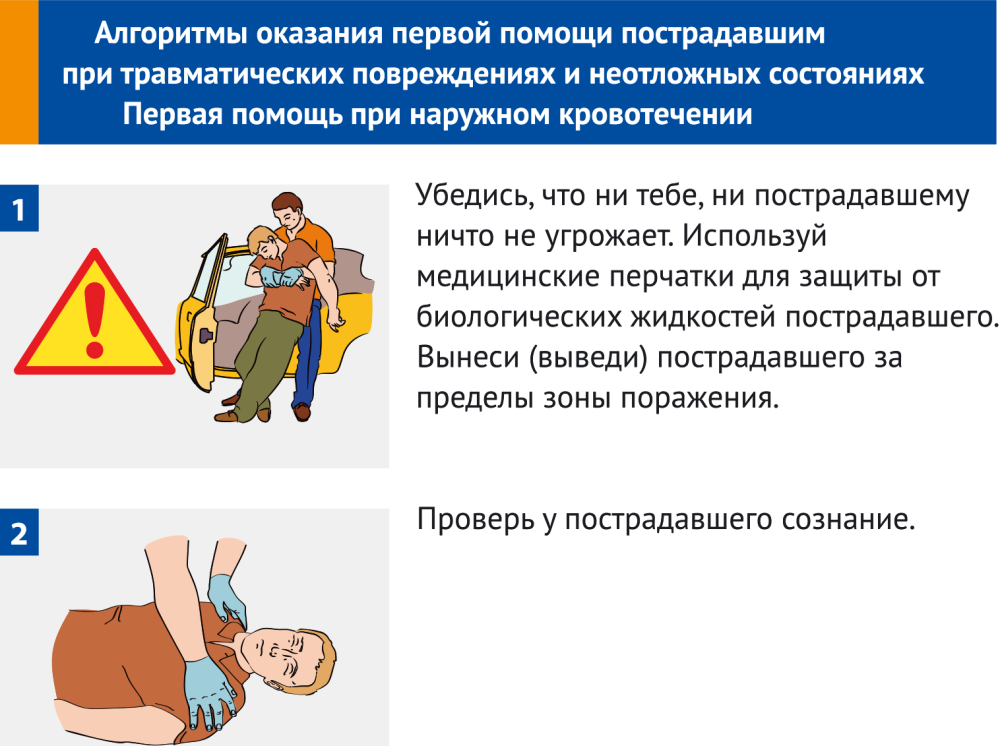 Алгоритмы оказания первой помощи пострадавшим
при травматических повреждениях и неотложных состояниях
Первая помощь при наружном кровотечении
1
Убедись, что ни тебе, ни пострадавшему
ничто не угрожает. Используй
медицинские перчатки для защиты от
биологических жидкостей пострадавшего.
Вынеси (выведи) пострадавшего за
пределы зоны поражения.
2
Проверь у пострадавшего сознание.